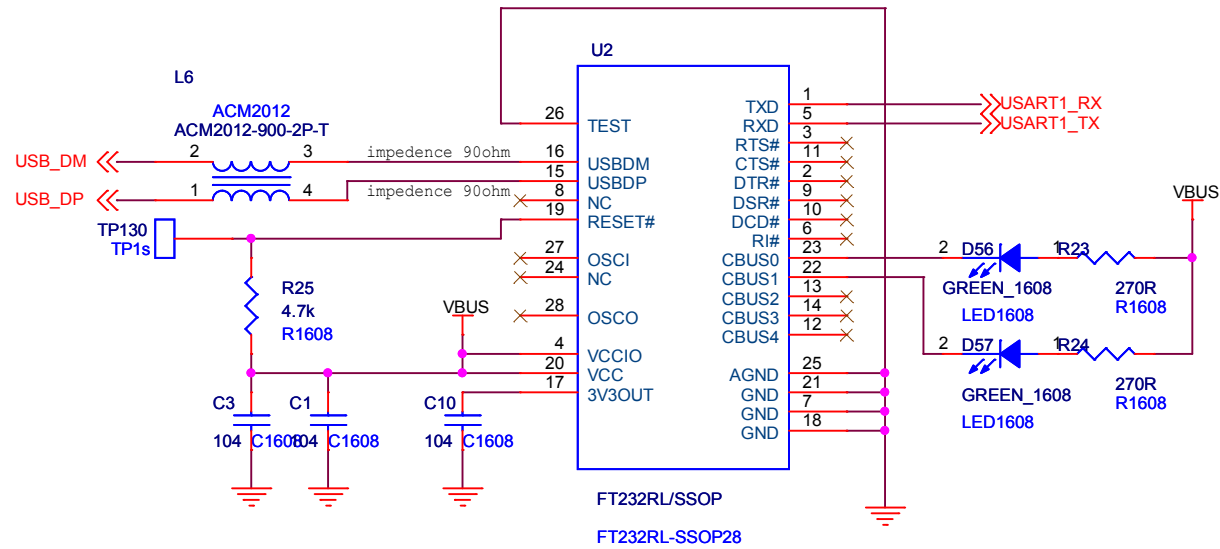 U2
L6
ACM2012
ACM2012-900-2P-T
USB_DM
2
3
impedence 90ohm
USB_DP
1
4
impedence 90ohm
TP130
TP1s
R25
4.7k
R1608
VBUS
C3
104
C1608
C1
104
C1608
C10
104
C1608
26
TEST
16
USBDM
15
USBDP
8
NC
19
RESET#
27
OSCI
24
NC
28
OSCO
4
VCCIO
20
VCC
17
3V3OUT
TXD
1
USART1_RX
RXD
5
USART1_TX
RTS#
3
CTS#
11
DTR#
2
DSR#
9
DCD#
10
RI#
6
CBUS0
23
CBUS1
22
CBUS2
13
CBUS3
14
CBUS4
12
AGND
25
GND
21
GND
7
GND
18
VBUS
2
D56
1
R23
GREEN_1608
LED1608
270R
R1608
2
D57
1
R24
GREEN_1608
LED1608
270R
R1608
FT232RL/SSOP
FT232RL-SSOP28